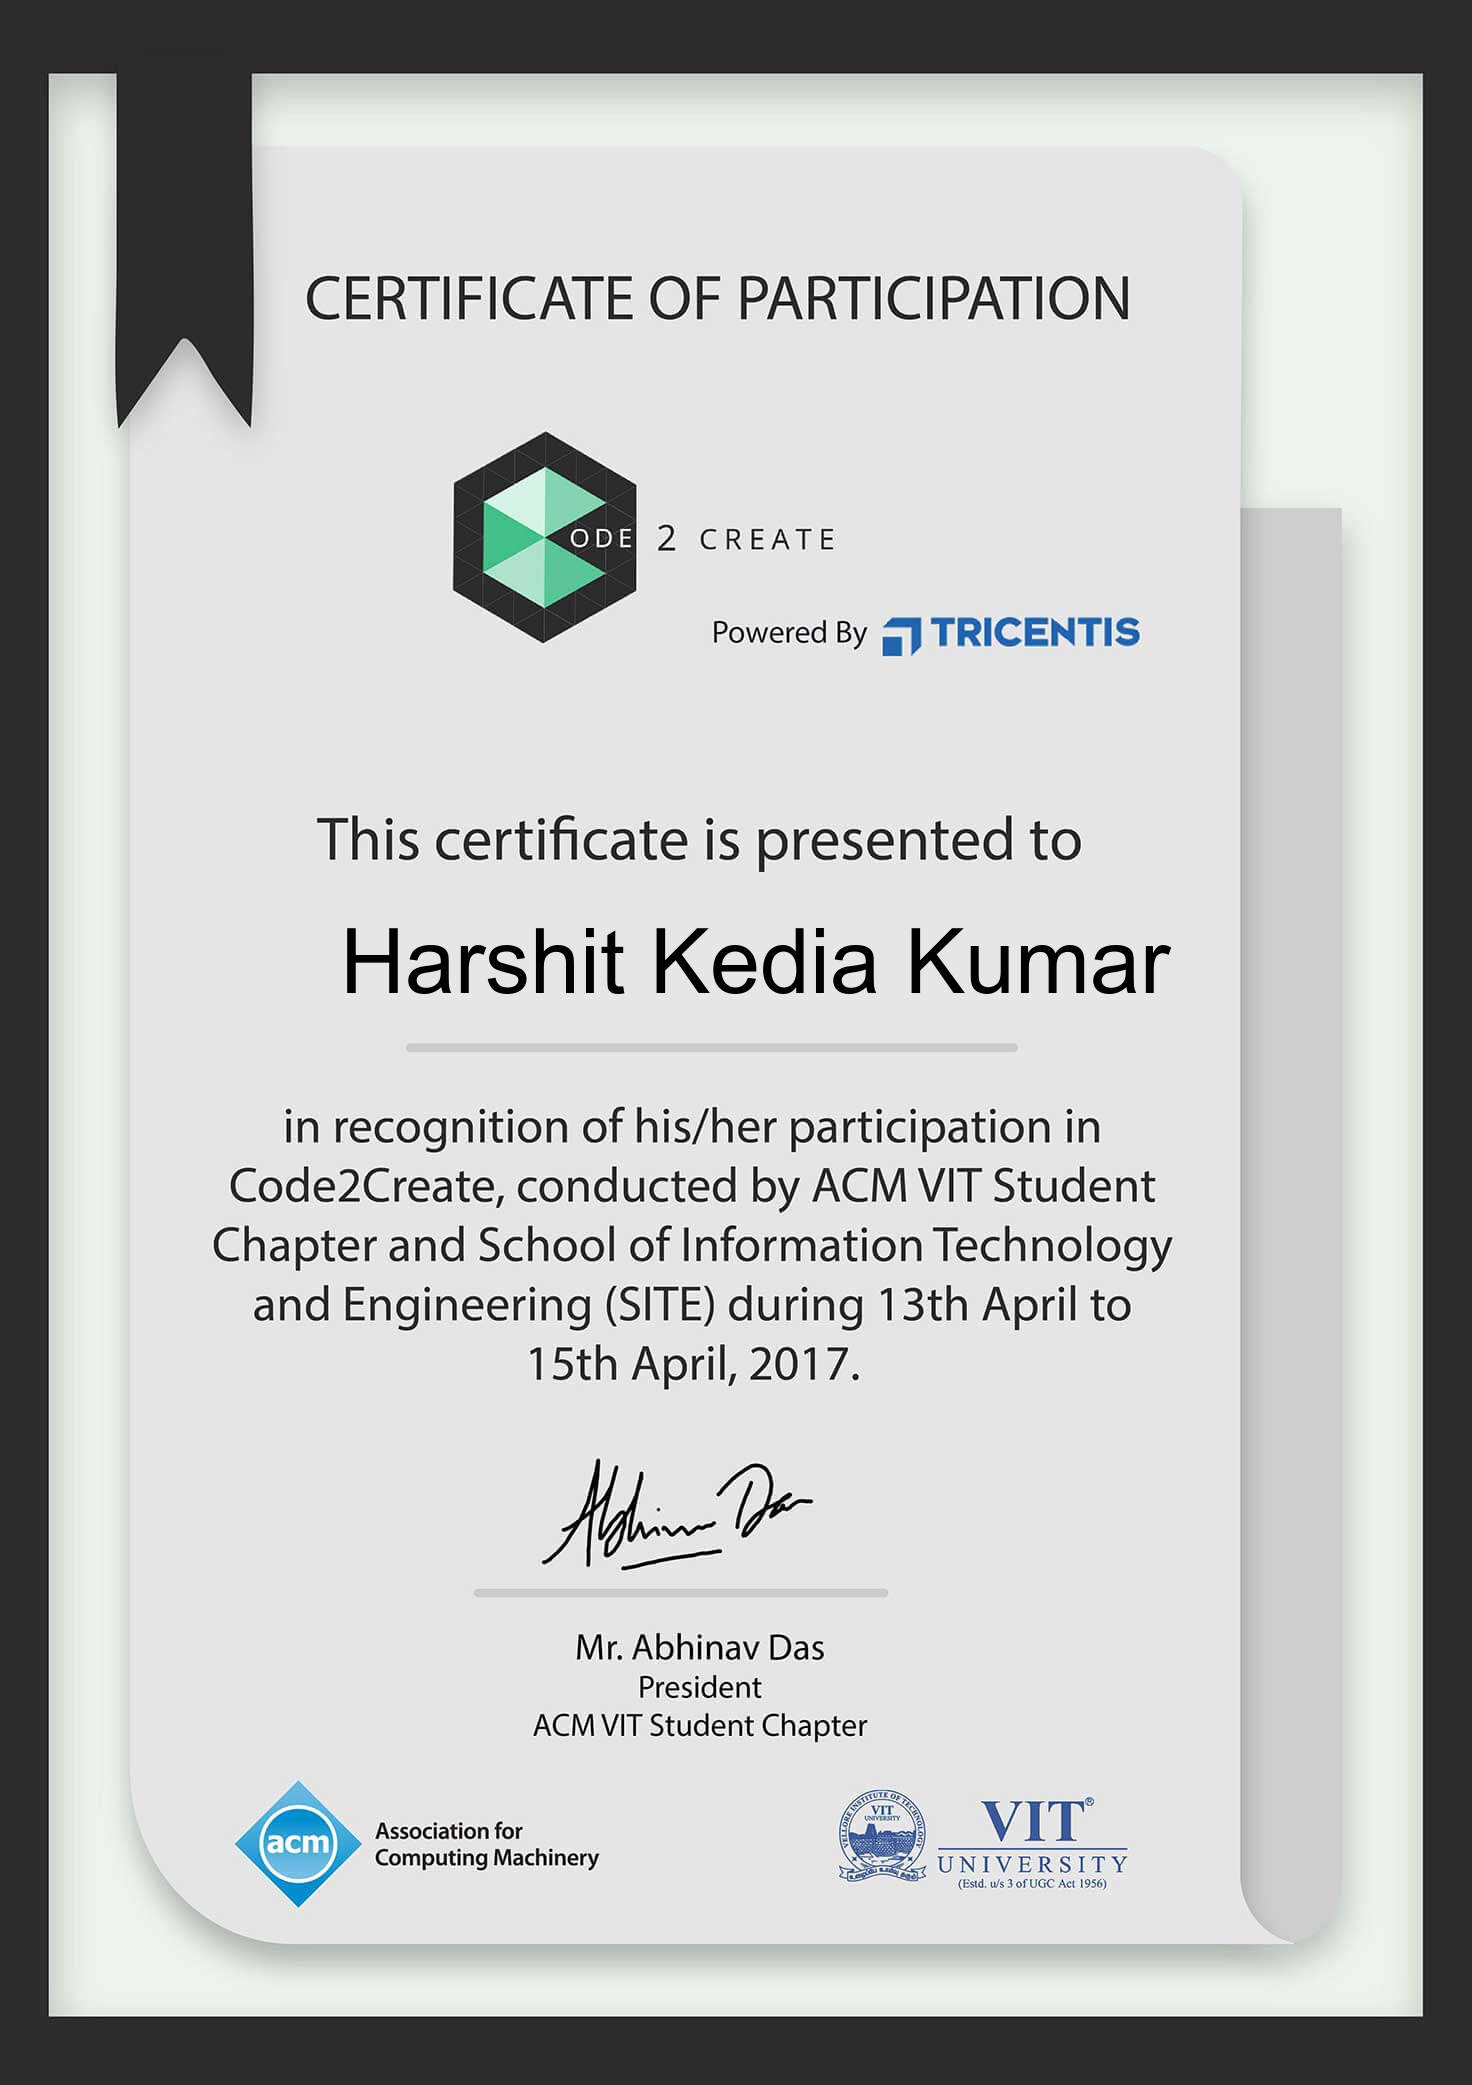 CERTIFICATE OF PARTICIPATION
ODE 2 CREATE
Powered By TRICENTIS
This certificate is presented to
Harshit Kedia Kumar
in recognition of his/her participation in
Code2Create, conducted by ACM VIT Student
Chapter and School of Information Technology
and Engineering (SITE) during 13th April to
15th April, 2017.
Abhinav Das
Mr. Abhinav Das
President
ACM VIT Student Chapter
acm
Association for
Computing Machinery
VELLORE INSTITUTE OF TECHNOLOGY
VIT
UNIVERSITY
VIT®
UNIVERSITY
(Estd. u/s 3 of UGC Act 1956)